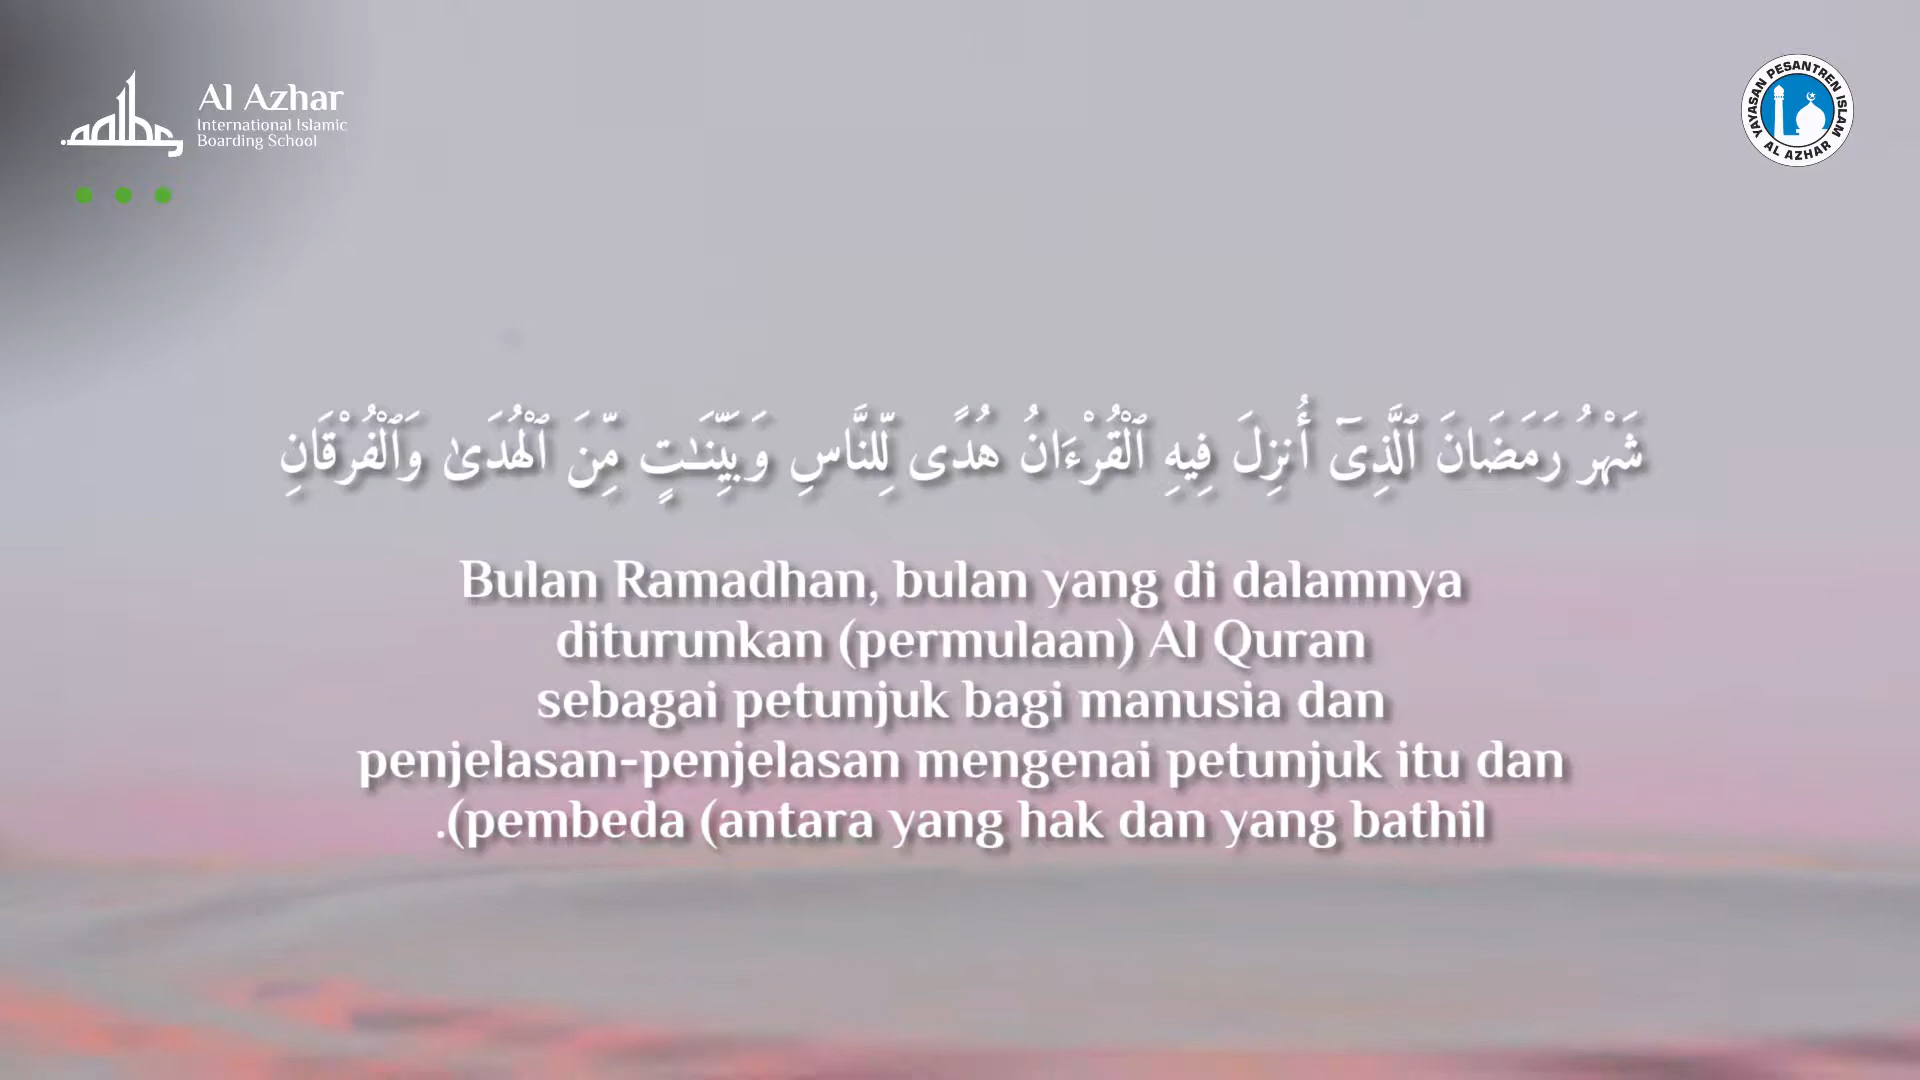 Al Azhar
International Islamic
Boarding School
YAYASAN PESANTREN ISLAM
AL AZHAR
شَهْرُ رَمَضَانَ ٱلَّذِىٓ أُنزِلَ فِيهِ ٱلْقُرْءَانُ هُدًى لِّلنَّاسِ وَبَيِّنَـٰتٍ مِّنَ ٱلْهُدَىٰ وَٱلْفُرْقَانِ
Bulan Ramadhan, bulan yang di dalamnya
diturunkan (permulaan) Al Quran
sebagai petunjuk bagi manusia dan
penjelasan-penjelasan mengenai petunjuk itu dan
.(pembeda (antara yang hak dan yang bathil